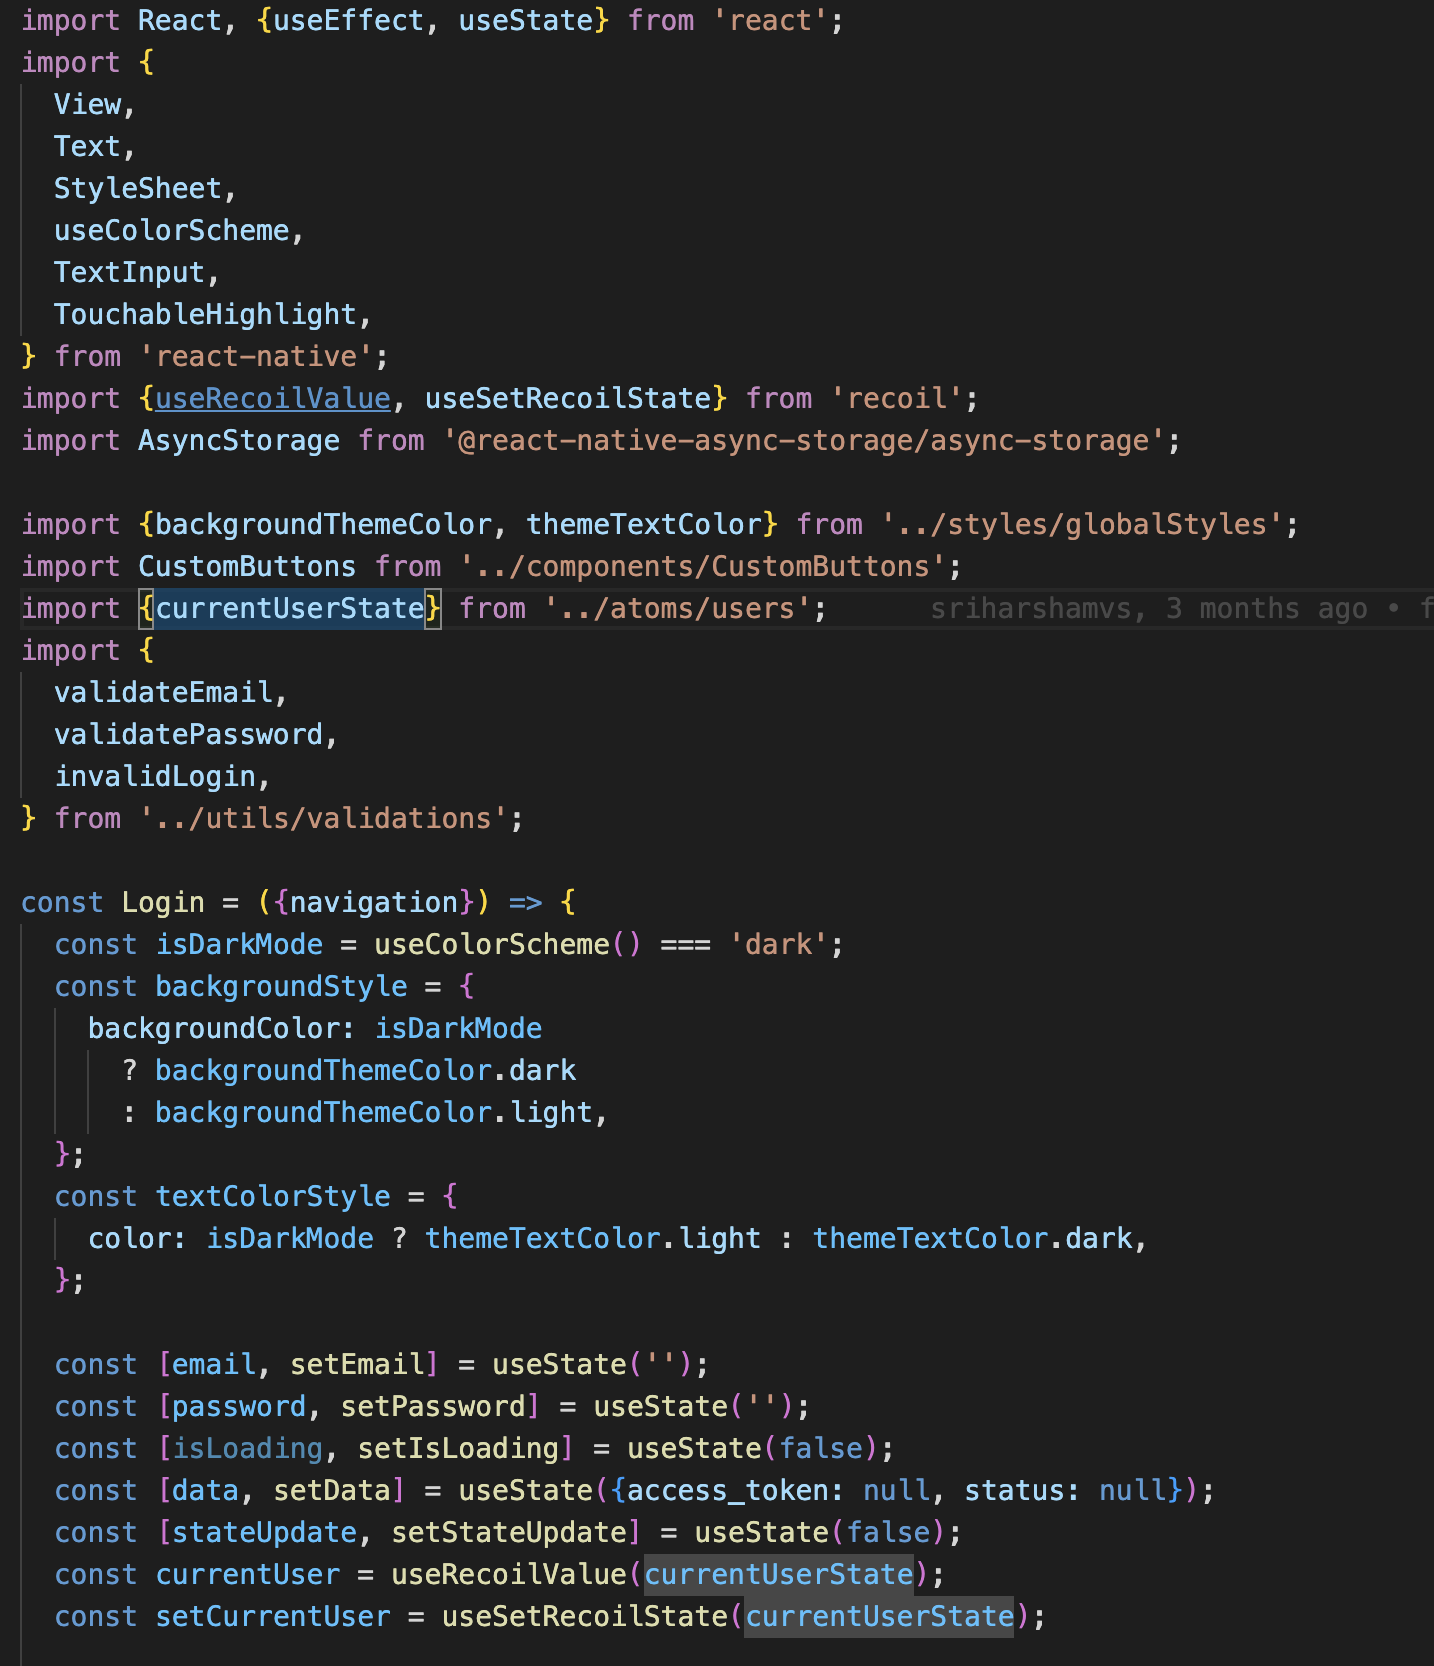 import React, {useEffect, useState} from 'react';
import {
  View,
  Text,
  StyleSheet,
  useColorScheme,
  TextInput,
  TouchableHighlight,
} from 'react-native';
import {useRecoilValue, useSetRecoilState} from 'recoil';
import AsyncStorage from '@react-native-async-storage/async-storage';

import {backgroundThemeColor, themeTextColor} from '../styles/globalStyles';
import CustomButtons from '../components/CustomButtons';
import {currentUserState} from '../atoms/users'; sriharshamvs, 3 months ago • f
import {
  validateEmail,
  validatePassword,
  invalidLogin,
} from '../utils/validations';

const Login = ({navigation}) => {
  const isDarkMode = useColorScheme() === 'dark';
  const backgroundStyle = {
    backgroundColor: isDarkMode
      ? backgroundThemeColor.dark
      : backgroundThemeColor.light,
  };
  const textColorStyle = {
    color: isDarkMode ? themeTextColor.light : themeTextColor.dark,
  };

  const [email, setEmail] = useState('');
  const [password, setPassword] = useState('');
  const [isLoading, setIsLoading] = useState(false);
  const [data, setData] = useState({access_token: null, status: null});
  const [stateUpdate, setStateUpdate] = useState(false);
  const currentUser = useRecoilValue(currentUserState);
  const setCurrentUser = useSetRecoilState(currentUserState);